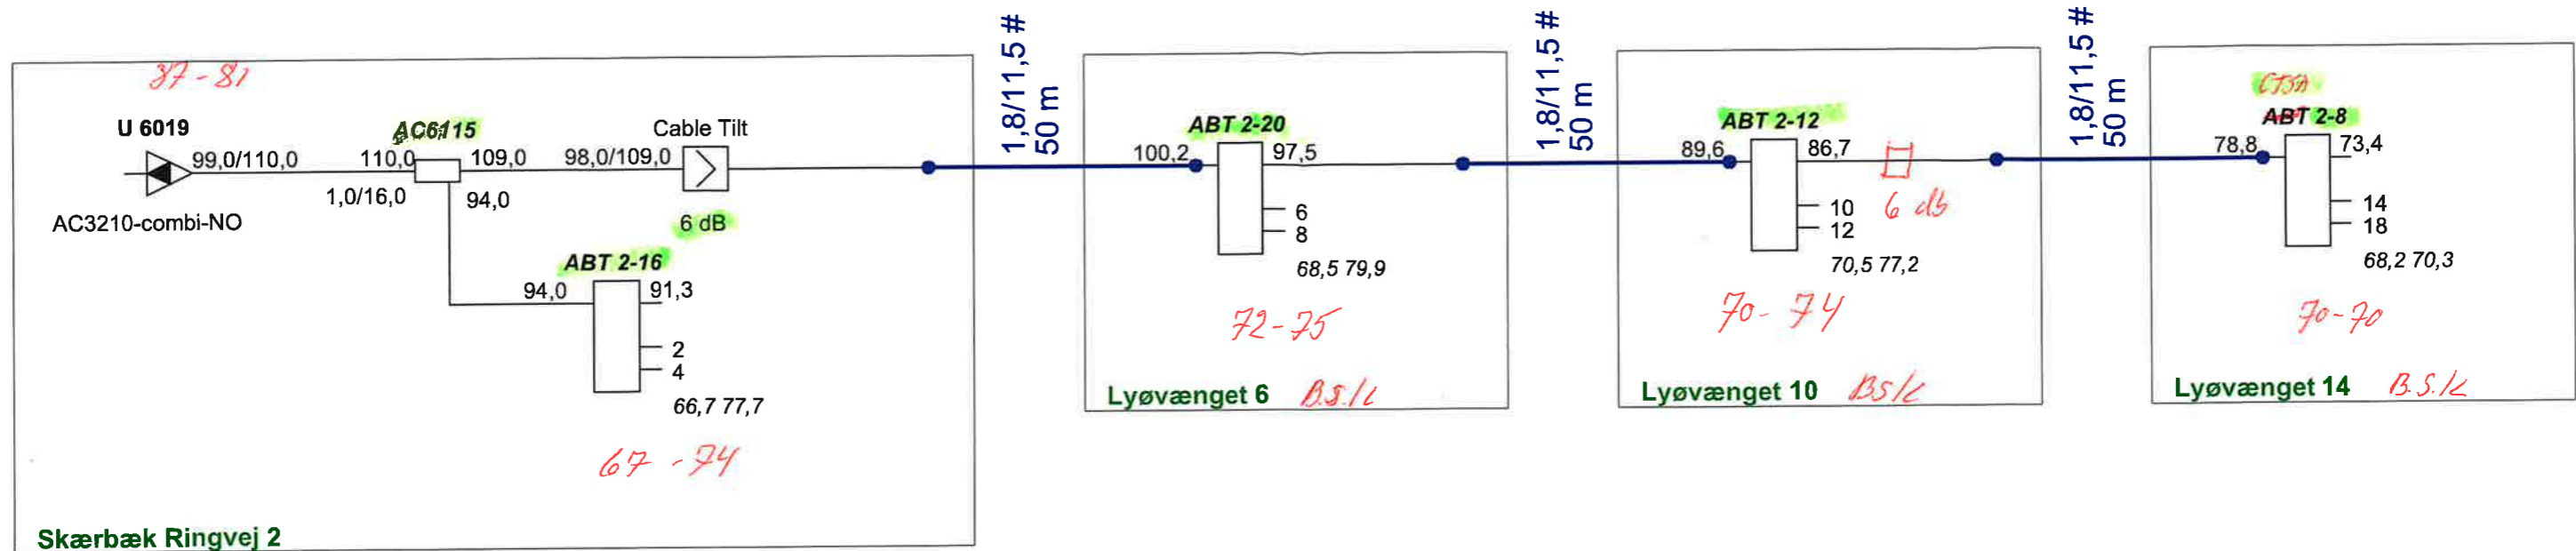 37 - 81
U 6019
99,0/110,0
AC3210-combi-NO
AC6115
110,0
109,0
1,0/16,0
94,0
Cable Tilt
98,0/109,0
6 dB
ABT 2-16
94,0
91,3
2
4
66,7 77,7
67 - 74
Skærbæk Ringvej 2
1,8/11,5 #
50 m
ABT 2-20
100,2
97,5
6
8
68,5 79,9
72-75
Lyøvænget 6 B.S/L
1,8/11,5 #
50 m
ABT 2-12
89,6
86,7
10
12
6 db
70,5 77,2
70- 74
Lyøvænget 10 BS/L
1,8/11,5 #
50 m
ABT 2-8
78,8
73,4
14
18
68,2 70,3
70-70
Lyøvænget 14 B.S./L